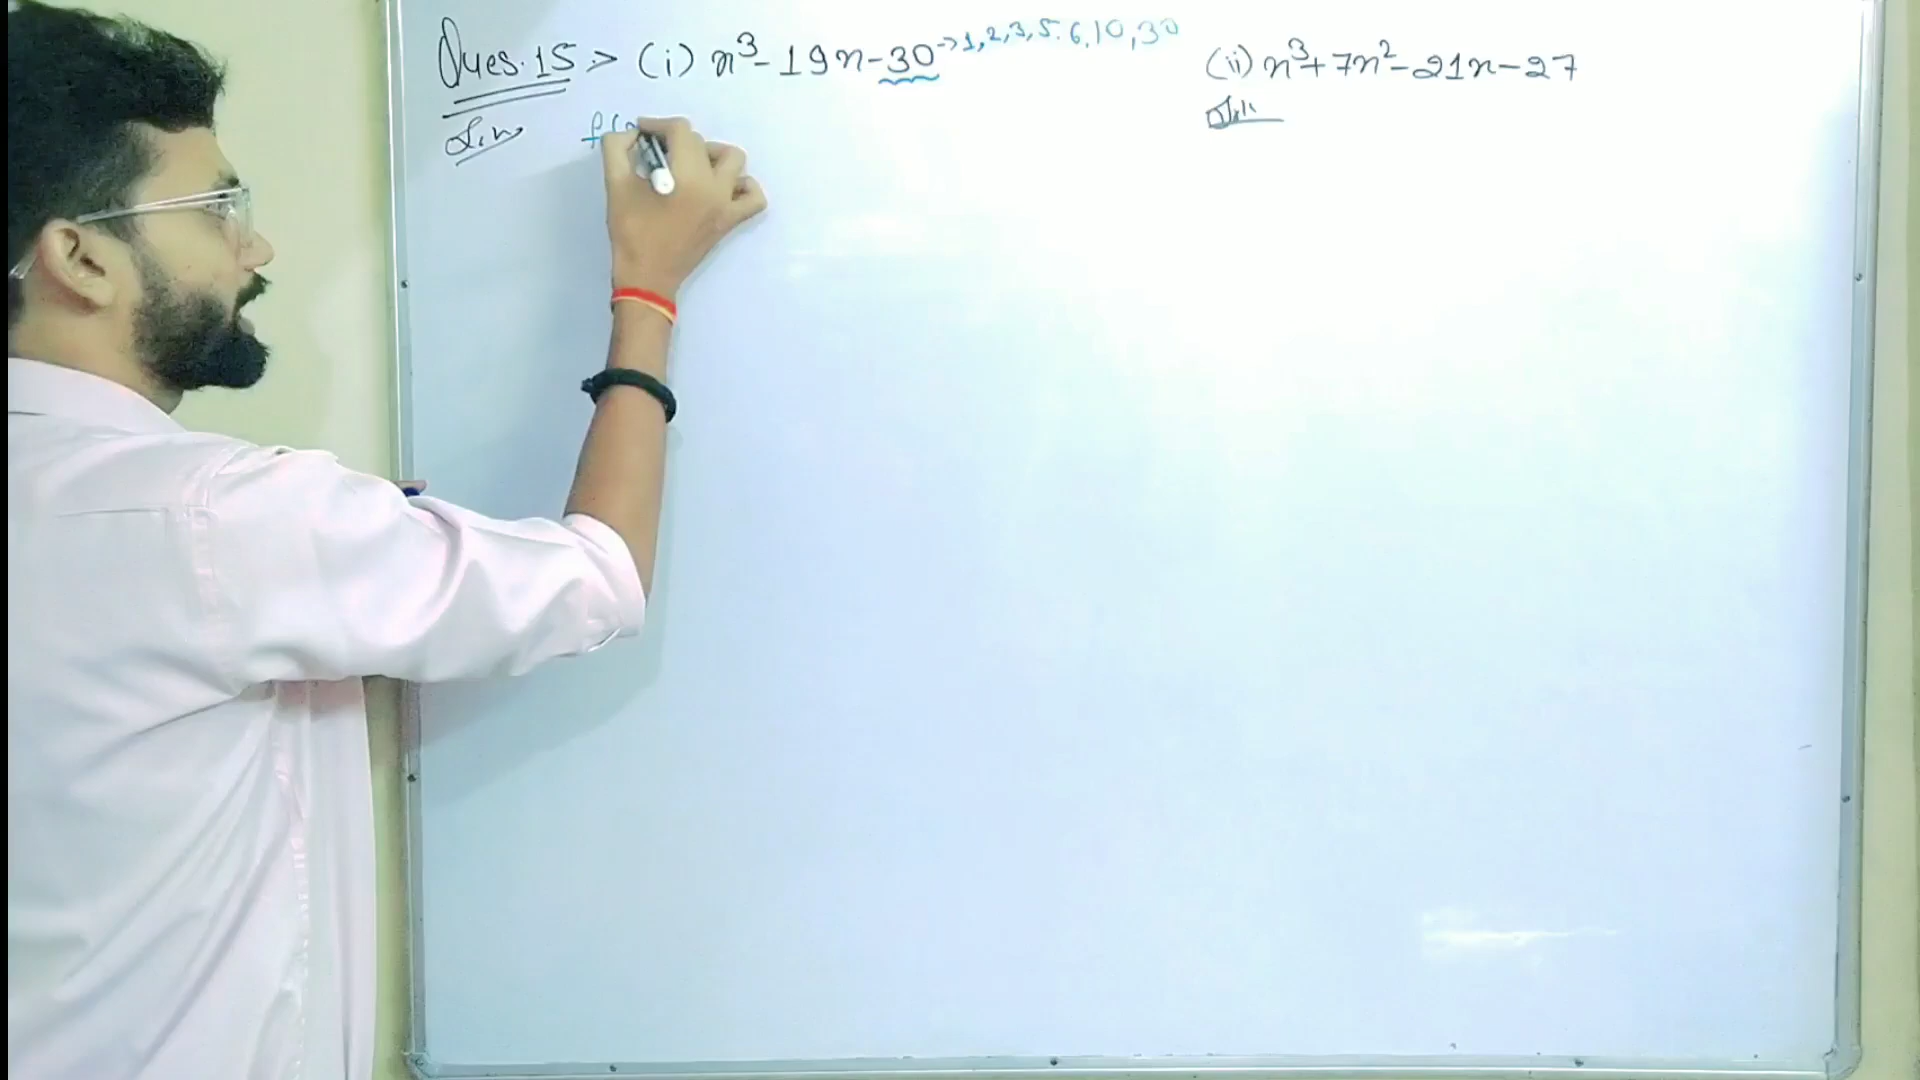 Ques. 15 > (i) x³ - 19x - 30 → 1, 2, 3, 5, 6, 10, 30
(ii) x³ + 7x² - 21x - 27
Soln
Soln
f(